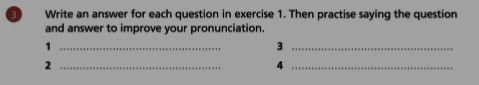 3 Write an answer for each question in exercise 1. Then practise saying the question
and answer to improve your pronunciation.
1 ............................................ 3 ............................................
2 ............................................ 4 ............................................